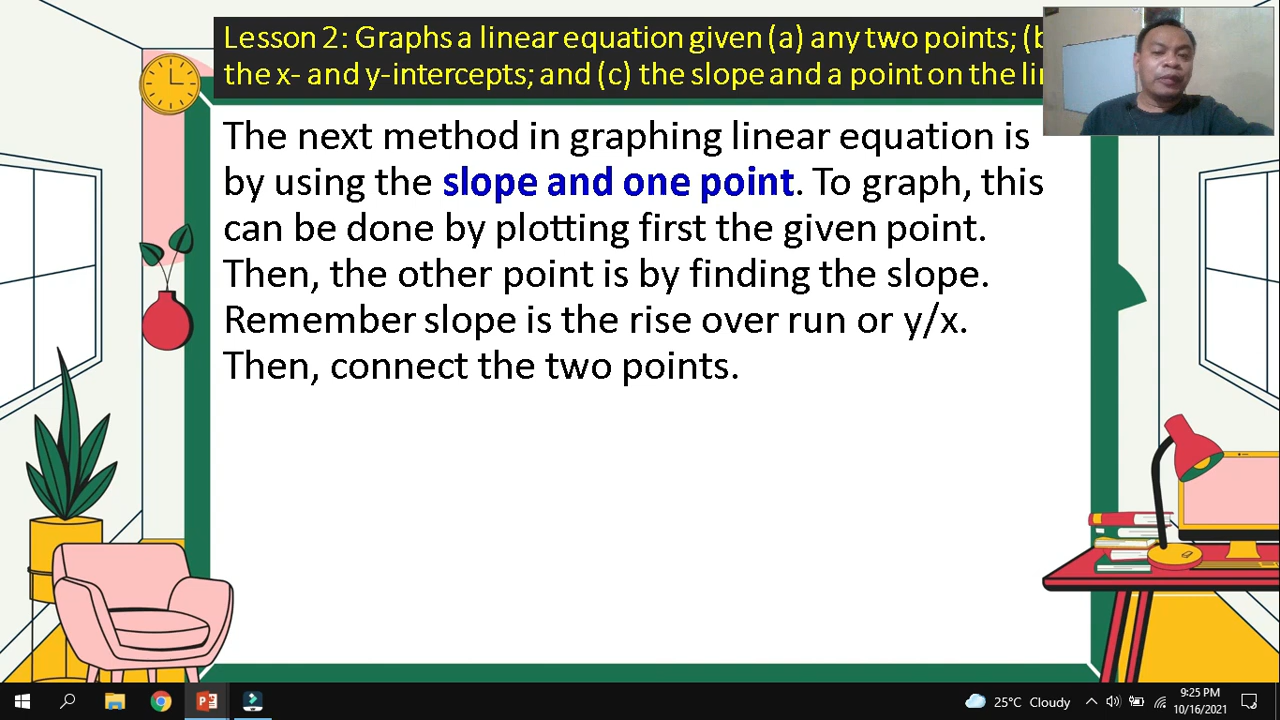 Lesson 2: Graphs a linear equation given (a) any two points; (
the x- and y-intercepts; and (c) the slope and a point on the
The next method in graphing linear equation is
by using the slope and one point. To graph, this
can be done by plotting first the given point.
Then, the other point is by finding the slope.
Remember slope is the rise over run or y/x.
Then, connect the two points.
25°C Cloudy
9:25 PM
10/16/2021